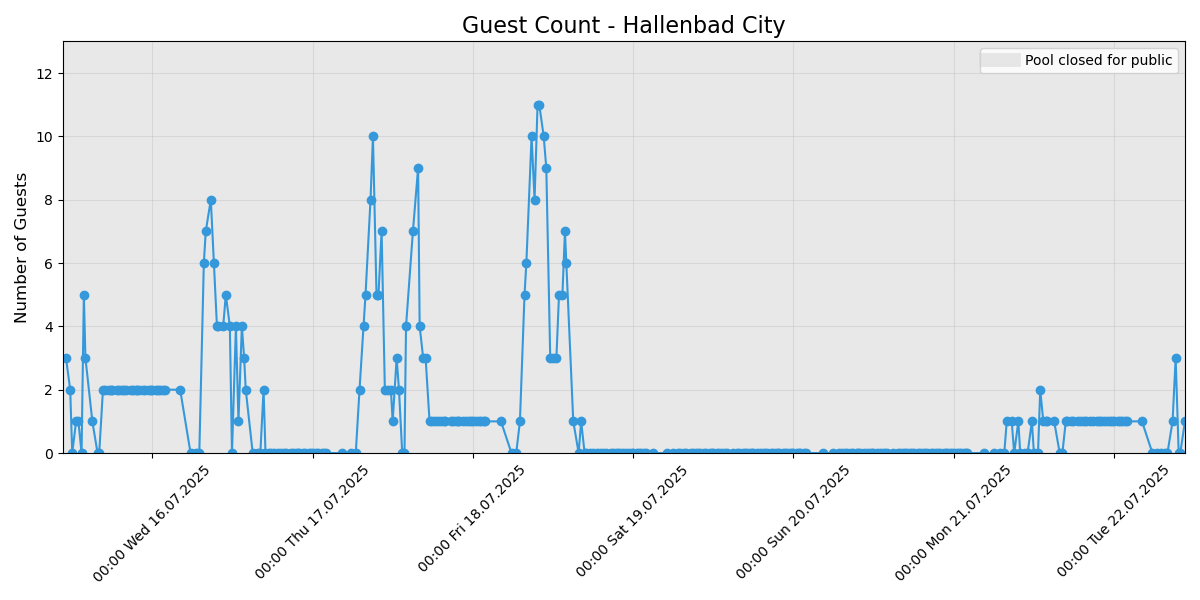 Guest Count - Hallenbad City
Pool closed for public
Number of Guests
12
10
8
6
4
2
0
00:00 Wed 16.07.2025
00:00 Thu 17.07.2025
00:00 Fri 18.07.2025
00:00 Sat 19.07.2025
00:00 Sun 20.07.2025
00:00 Mon 21.07.2025
00:00 Tue 22.07.2025